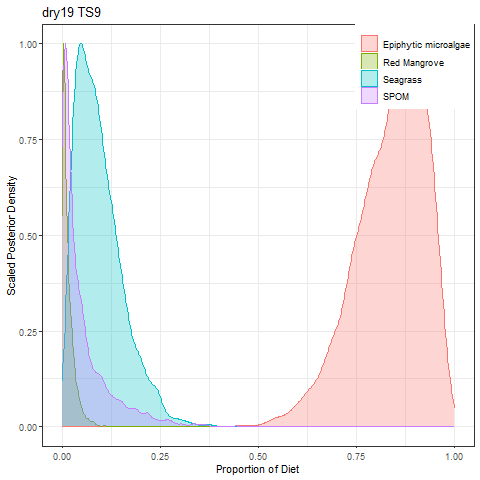 dry19 TS9
Epiphytic microalgae
Red Mangrove
Seagrass
SPOM
1.00
0.75
0.50
0.25
0.00
Scaled Posterior Density
0.00 0.25 0.50 0.75 1.00
Proportion of Diet